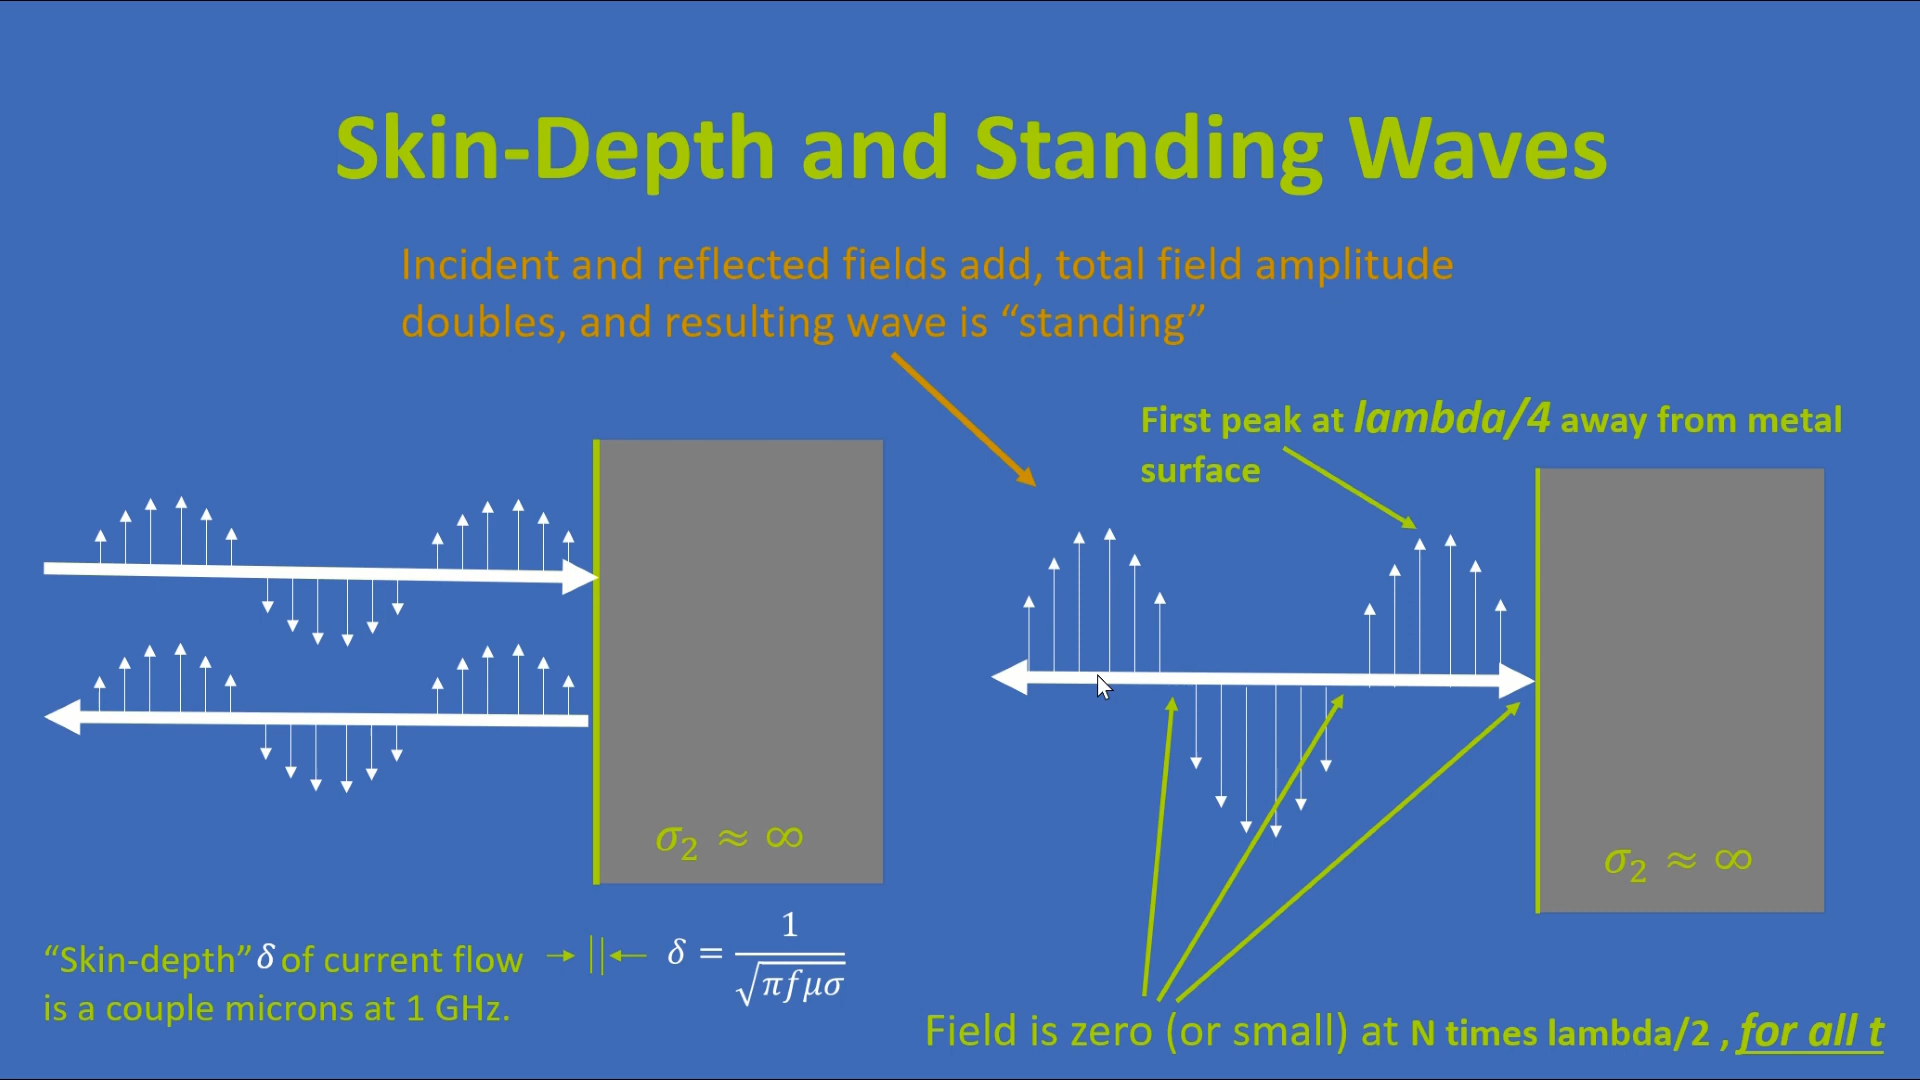 Skin-Depth and Standing Waves
Incident and reflected fields add, total field amplitude
doubles, and resulting wave is “standing”
First peak at lambda/4 away from metal
surface
σ₂ ≈ ∞
σ₂ ≈ ∞
“Skin-depth” δ of current flow
is a couple microns at 1 GHz.
δ = 1/√(πfμσ)
Field is zero (or small) at N times lambda/2 , for all t